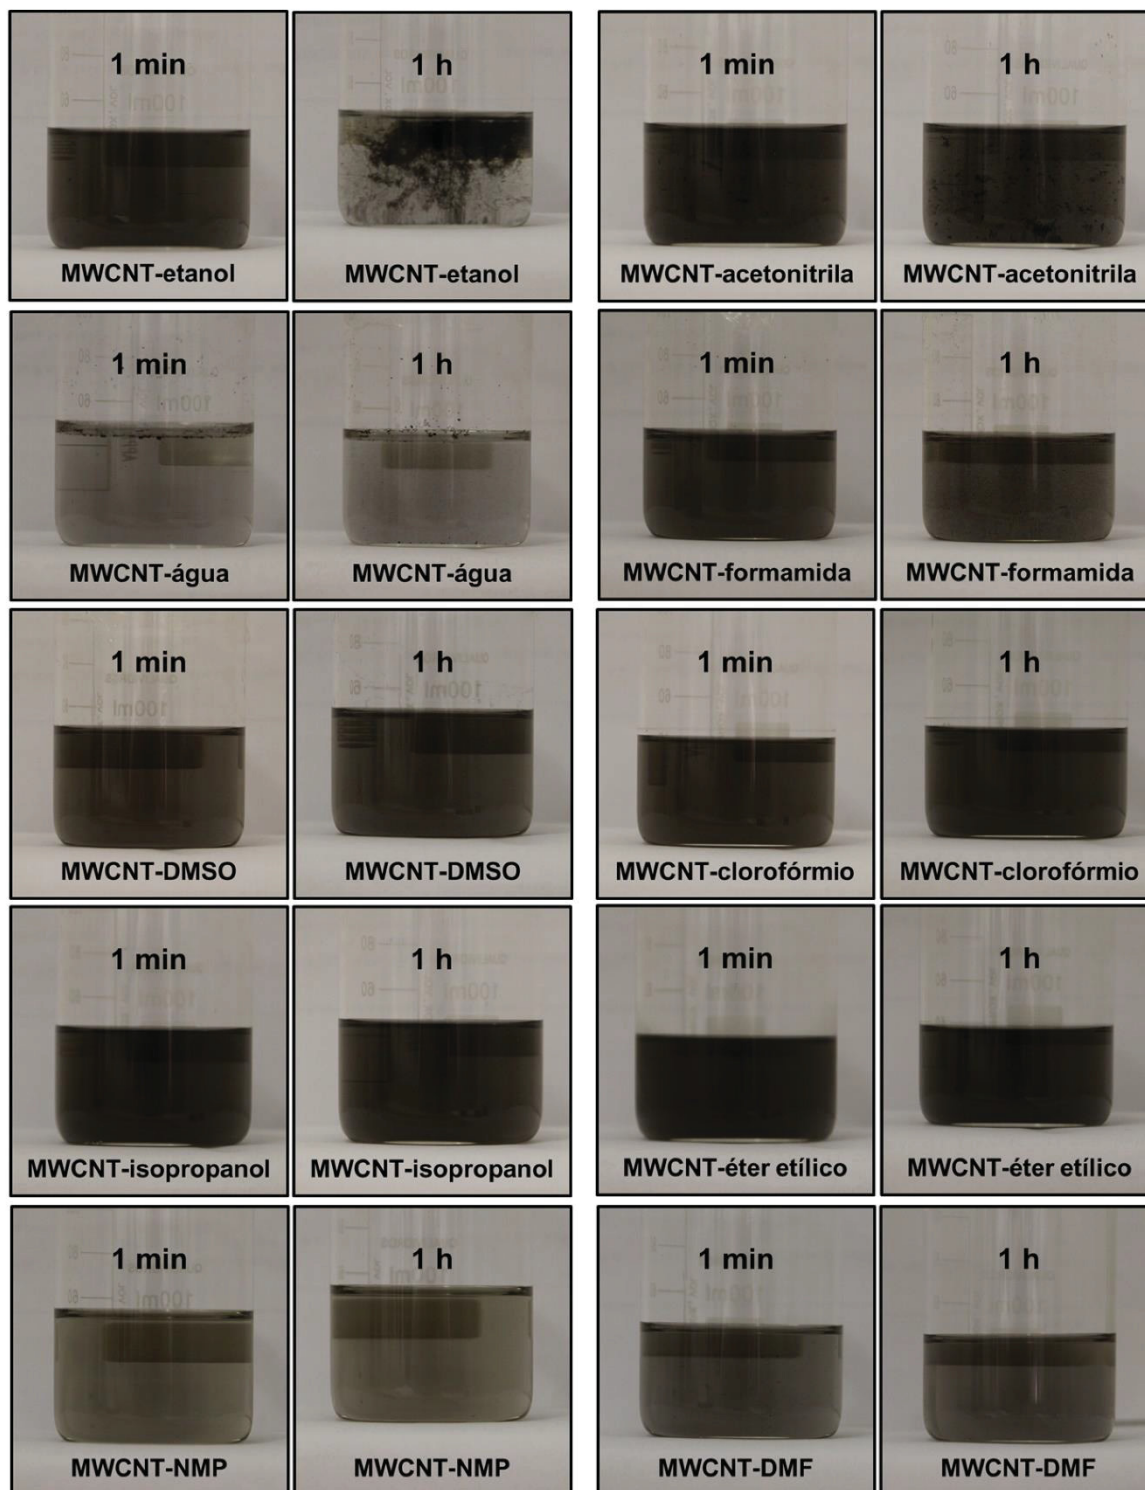 1 min
1 h
1 min
1 h
MWCNT-etanol
MWCNT-etanol
MWCNT-acetonitrila
MWCNT-acetonitrila
1 min
1 h
1 min
1 h
MWCNT-água
MWCNT-água
MWCNT-formamida
MWCNT-formamida
1 min
1 h
1 min
1 h
MWCNT-DMSO
MWCNT-DMSO
MWCNT-clorofórmio
MWCNT-clorofórmio
1 min
1 h
1 min
1 h
MWCNT-isopropanol
MWCNT-isopropanol
MWCNT-éter etílico
MWCNT-éter etílico
1 min
1 h
1 min
1 h
MWCNT-NMP
MWCNT-NMP
MWCNT-DMF
MWCNT-DMF